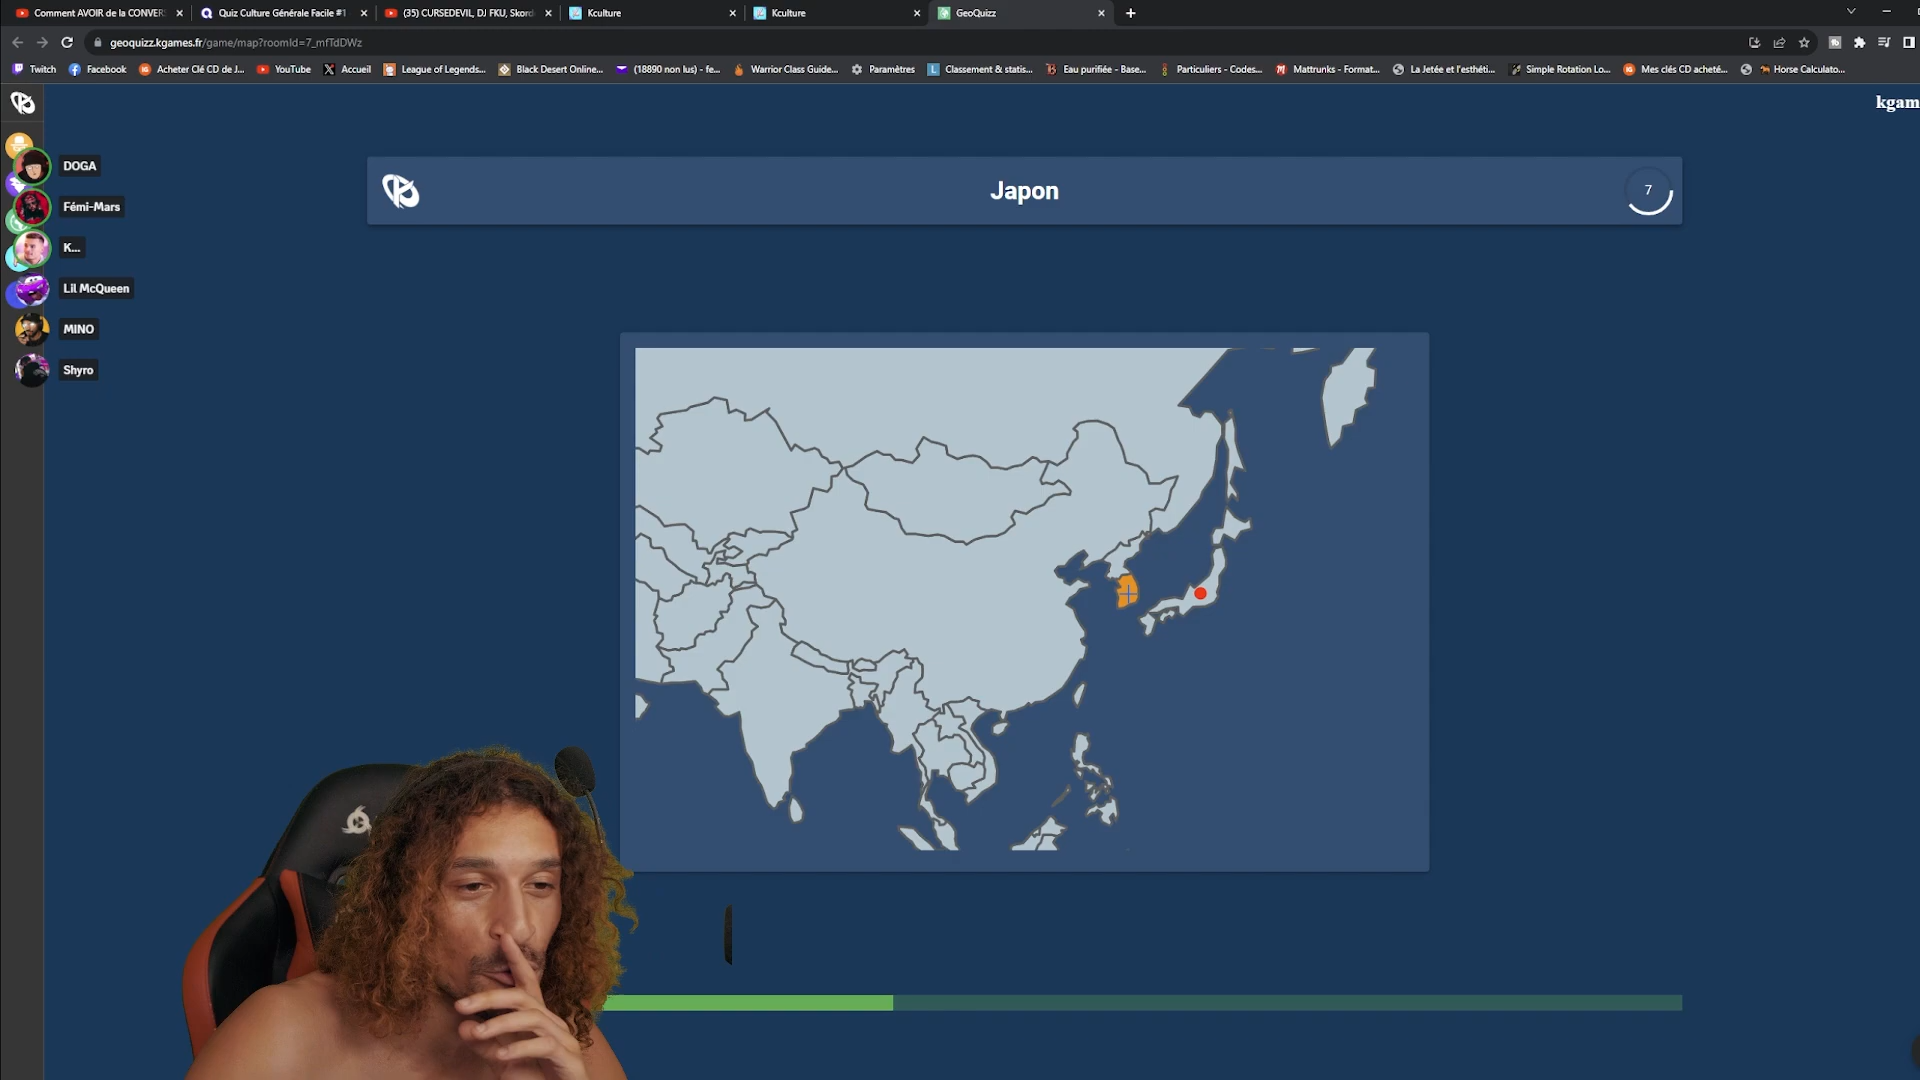 Comment AVOIR de la CONVER
Quiz Culture Générale Facile #1
(35) CURSEDEVIL, DJ FKU, Skord
Kculture
Kculture
GeoQuizz
geoquizz.kgames.fr/game/map?roomId=7_mfTdDWz
Twitch
Facebook
Acheter Clé CD de J...
YouTube
Accueil
League of Legends...
Black Desert Online...
(18890 non lus) - fe...
Warrior Class Guide...
Paramètres
Classement & statis...
Eau purifiée - Base...
Particuliers - Codes...
Mattrunks - Format...
La Jetée et l'esthéti...
Simple Rotation Lo...
Mes clés CD acheté...
Horse Calculato...
kgam
DOGA
Fémi-Mars
K...
Lil McQueen
MINO
Shyro
Japon
7